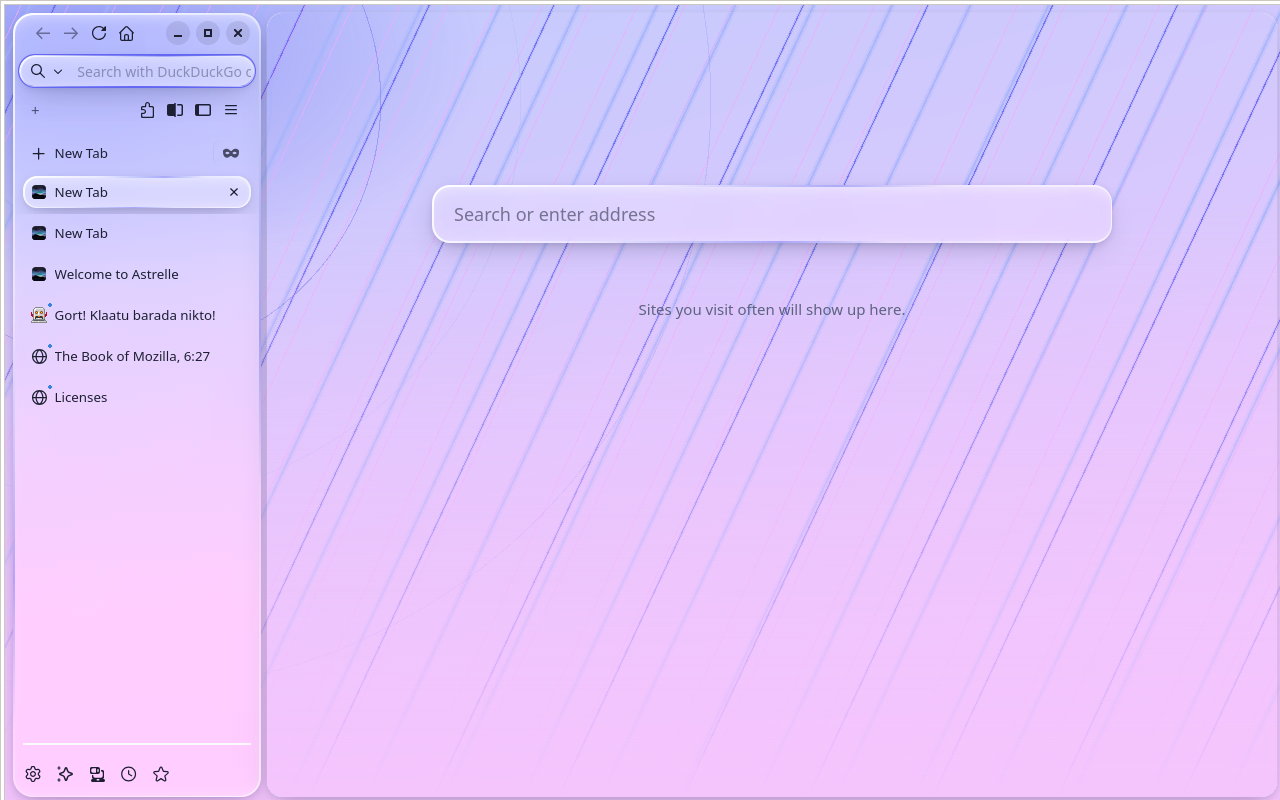 Search with DuckDuckGo o
New Tab
New Tab
New Tab
Welcome to Astrelle
Gort! Klaatu barada nikto!
The Book of Mozilla, 6:27
Licenses
Search or enter address
Sites you visit often will show up here.